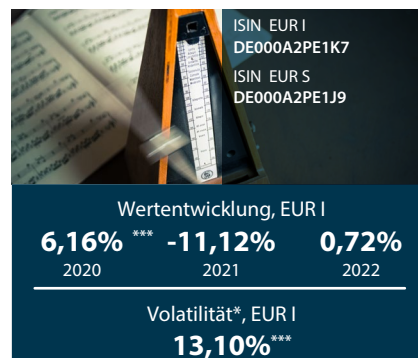 ISIN EUR I
DE000A2PE1K7
ISIN EUR S
DE000A2PE1J9
Wertentwicklung, EUR I
6,16% *** -11,12% 0,72%
2020 2021 2022
Volatilität*, EUR I
13,10%***